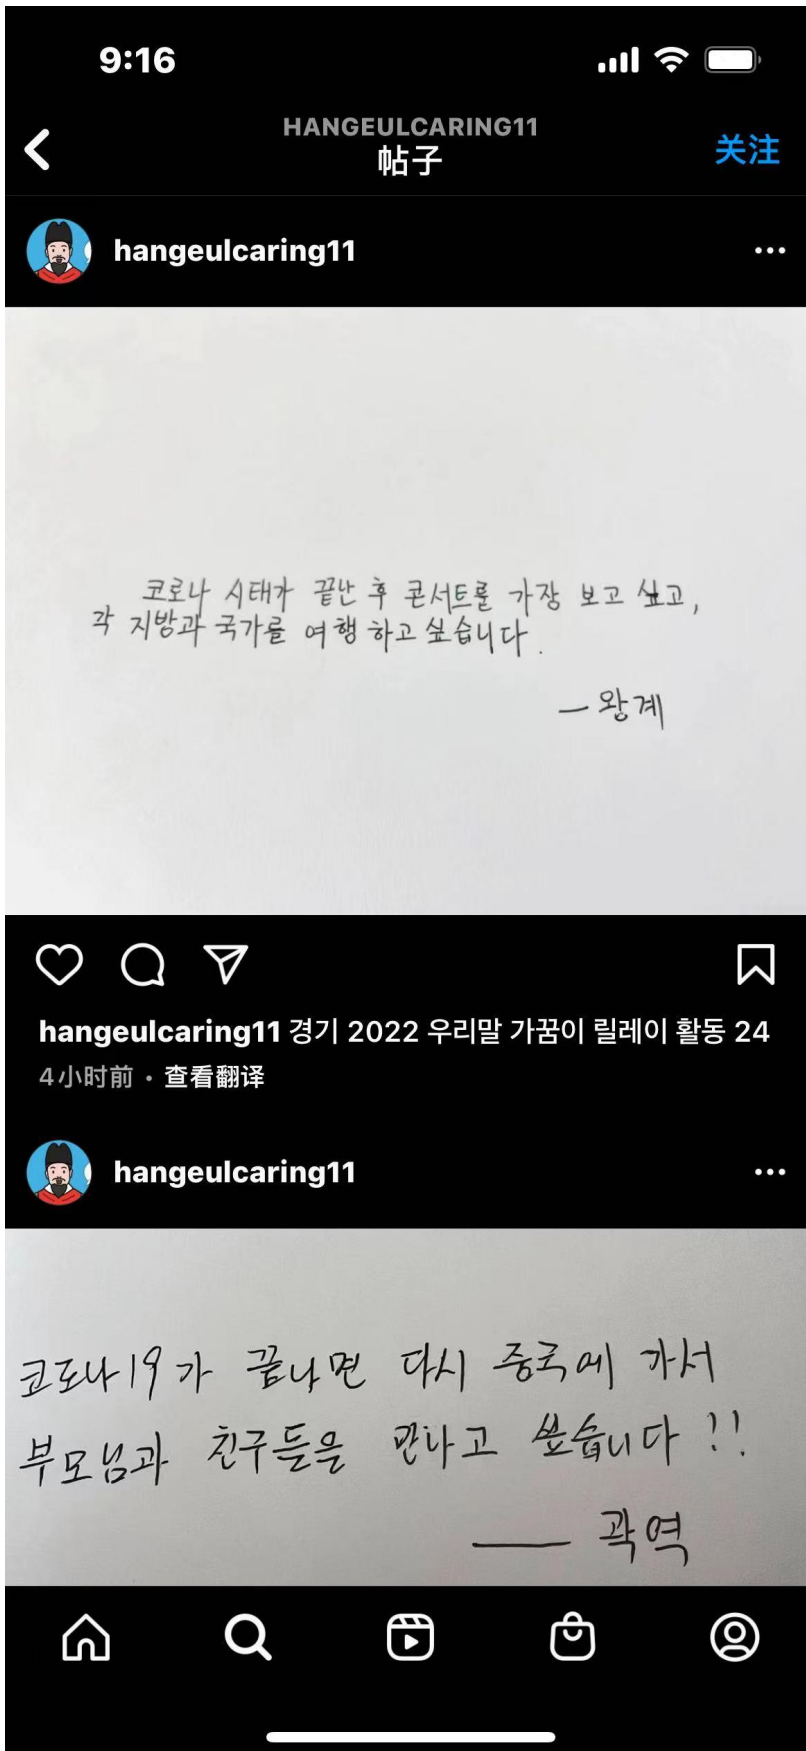 9:16
HANGEULCARING11
帖子
关注
hangeulcaring11
코로나 시태가 끝난 후 콘서트를 가장 보고 싶고,
각 지방과 국가를 여행 하고 싶습니다.
— 왕계
hangeulcaring11 경기 2022 우리말 가꿈이 릴레이 활동 24
4小时前 · 查看翻译
hangeulcaring11
코로나19가 끝나면 다시 중국에 가서
부모님과 친구들을 만나고 싶습니다!!
— 곽역